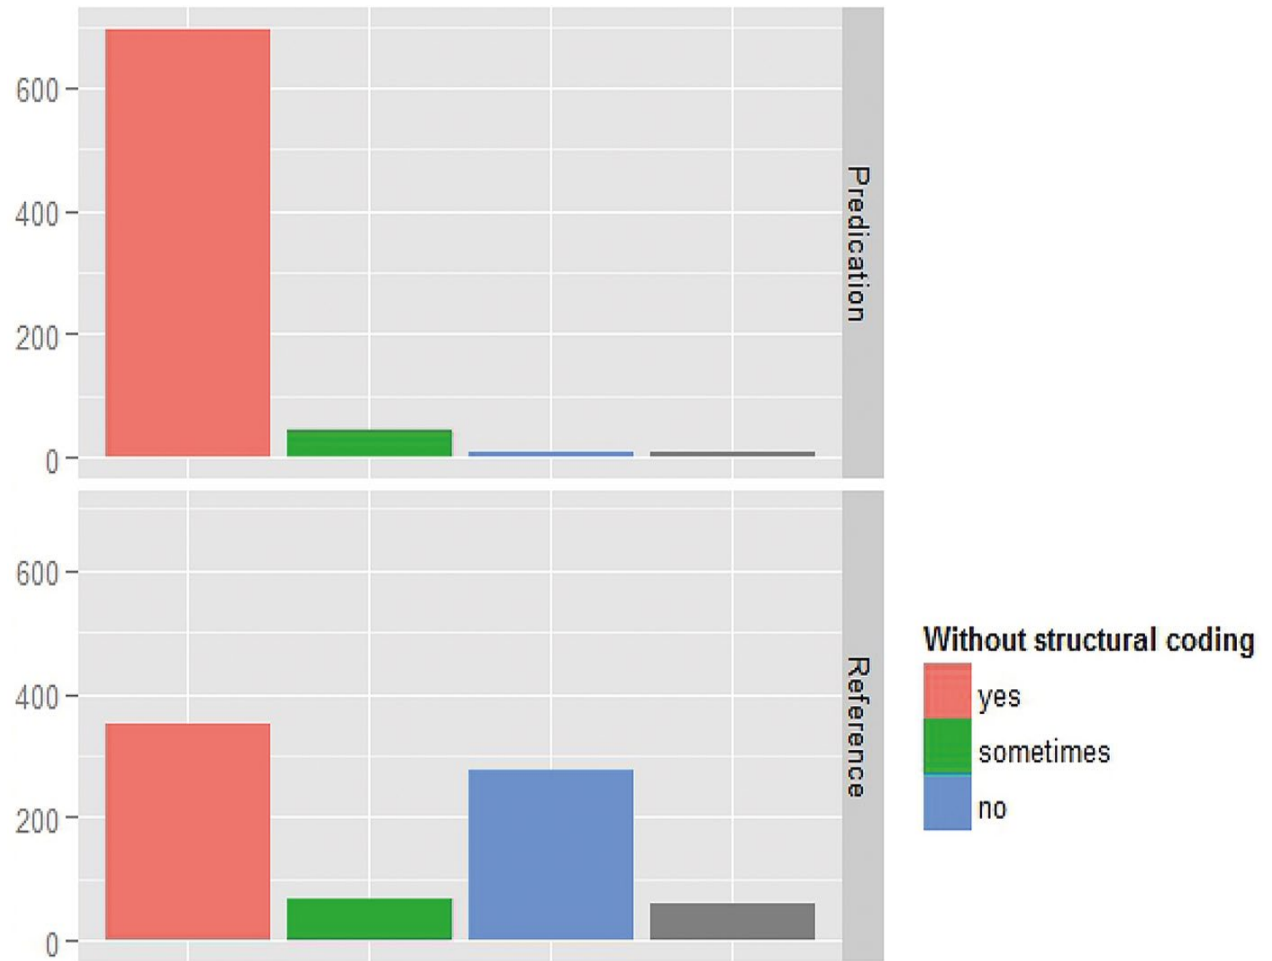 600
400
200
0
Predication
600
400
200
0
Reference
Without structural coding
yes
sometimes
no